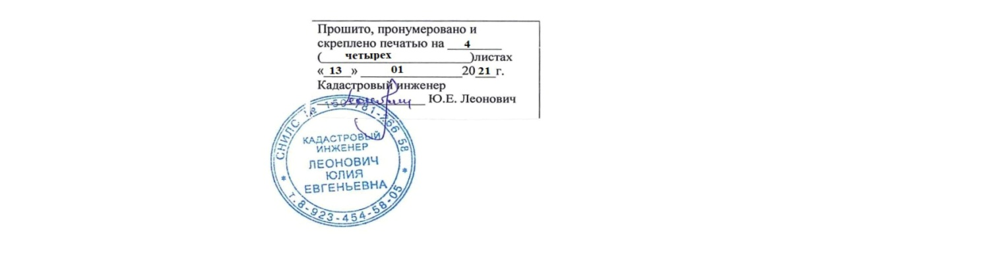 Прошито, пронумеровано и
скреплено печатью на 4
( четырех )листах
« 13 » 01 20 21 г.
Кадастровый инженер
Ю.Е. Леонович
СНИЛС № 150-781-266 58
КАДАСТРОВЫЙ
ИНЖЕНЕР
ЛЕОНОВИЧ
ЮЛИЯ
ЕВГЕНЬЕВНА
* т.8-923-454-58-05 *